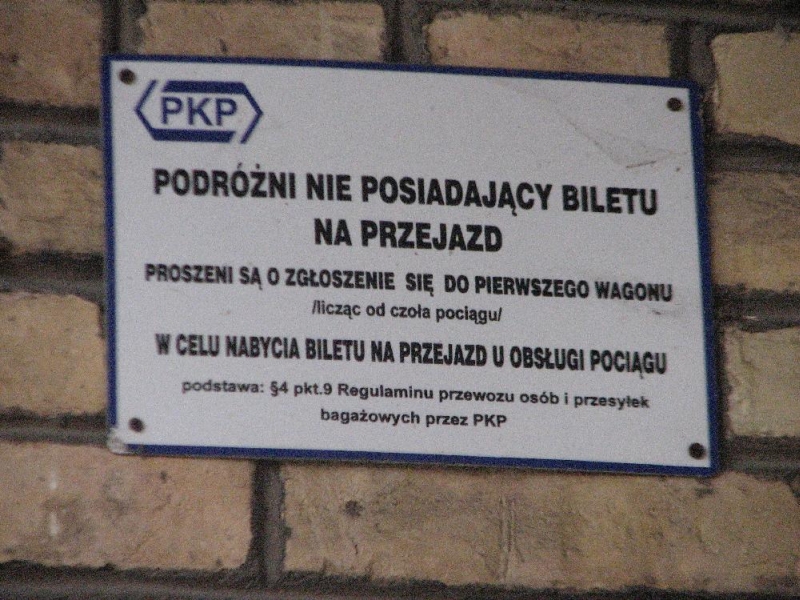 PKP
PODRÓŻNI NIE POSIADAJĄCY BILETU
NA PRZEJAZD
PROSZENI SĄ O ZGŁOSZENIE SIĘ DO PIERWSZEGO WAGONU
/licząc od czoła pociągu/
W CELU NABYCIA BILETU NA PRZEJAZD U OBSŁUGI POCIĄGU
podstawa: §4 pkt.9 Regulaminu przewozu osób i przesyłek
bagażowych przez PKP